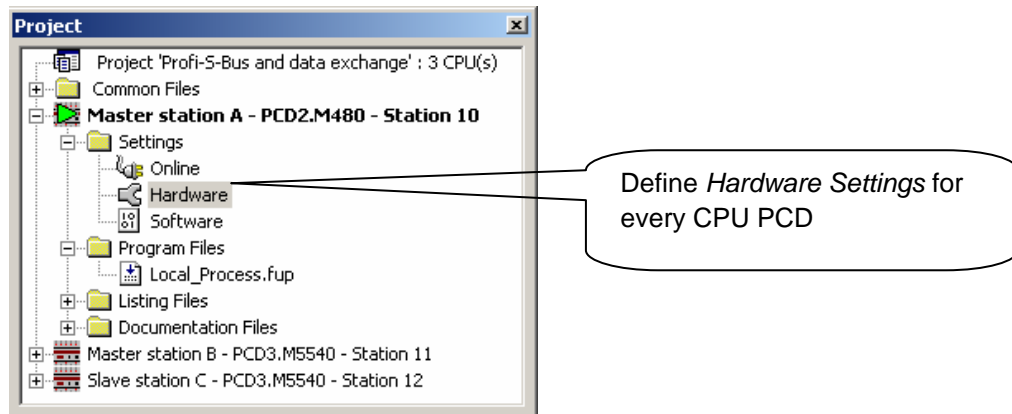 Project
Project 'Profi-S-Bus and data exchange' : 3 CPU(s)
Common Files
Master station A - PCD2.M480 - Station 10
Settings
Online
Hardware
Software
Program Files
Local_Process.fup
Listing Files
Documentation Files
Master station B - PCD3.M5540 - Station 11
Slave station C - PCD3.M5540 - Station 12
Define Hardware Settings for
every CPU PCD